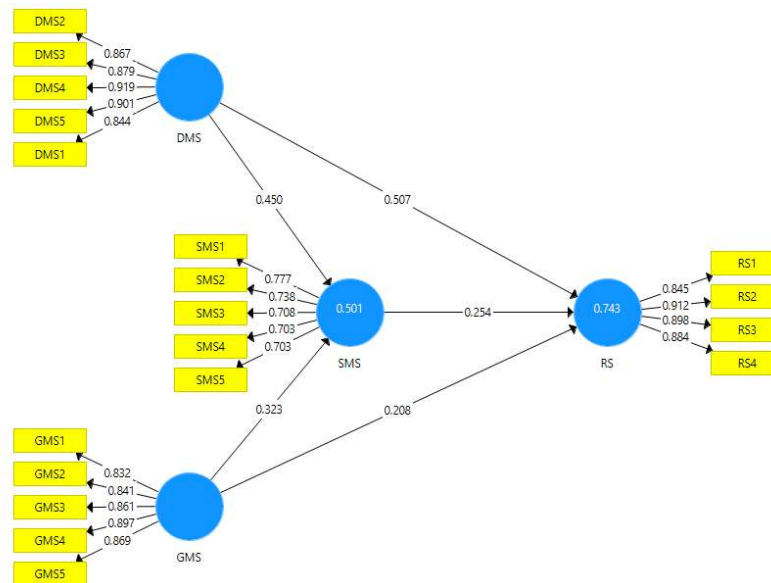 DMS2
DMS3
DMS4
DMS5
DMS1
0.867
0.879
0.919
0.901
0.844
DMS
0.450
0.507
SMS1
SMS2
SMS3
SMS4
SMS5
0.777
0.738
0.708
0.703
0.703
0.501
SMS
0.254
0.743
RS
0.845
0.912
0.898
0.884
RS1
RS2
RS3
RS4
0.323
0.208
GMS1
GMS2
GMS3
GMS4
GMS5
0.832
0.841
0.861
0.897
0.869
GMS